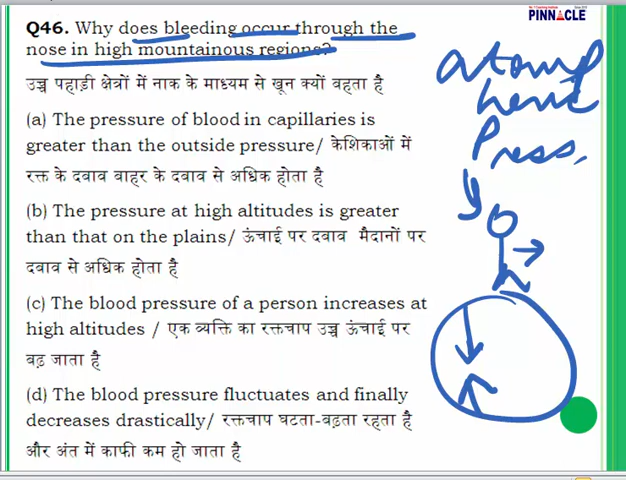 PINNACLE
Q46. Why does bleeding occur through the
nose in high mountainous regions?
उच्च पहाड़ी क्षेत्रों में नाक के माध्यम से खून क्यों बहता है
(a) The pressure of blood in capillaries is
greater than the outside pressure/ केशिकाओं में
रक्त के दबाव बाहर के दबाव से अधिक होता है
(b) The pressure at high altitudes is greater
than that on the plains/ ऊंचाई पर दबाव मैदानों पर
दबाव से अधिक होता है
(c) The blood pressure of a person increases at
high altitudes / एक व्यक्ति का रक्तचाप उच्च ऊंचाई पर
बढ़ जाता है
(d) The blood pressure fluctuates and finally
decreases drastically/ रक्तचाप घटता-बढ़ता रहता है
और अंत में काफी कम हो जाता है
Press.